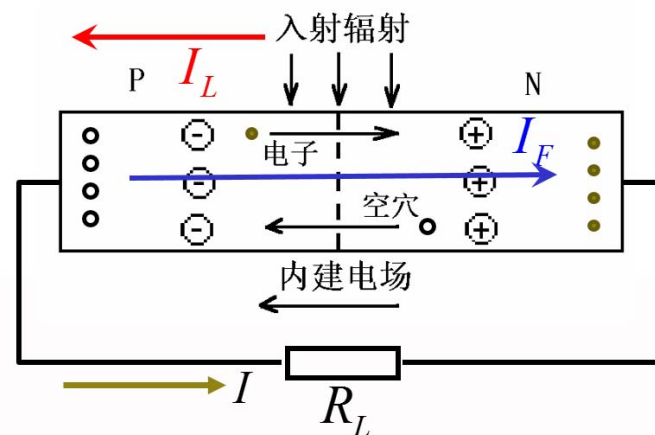 入射辐射
I_L
P
N
-
电子
+
I_F
-
+
空穴
-
+
内建电场
I
R_L